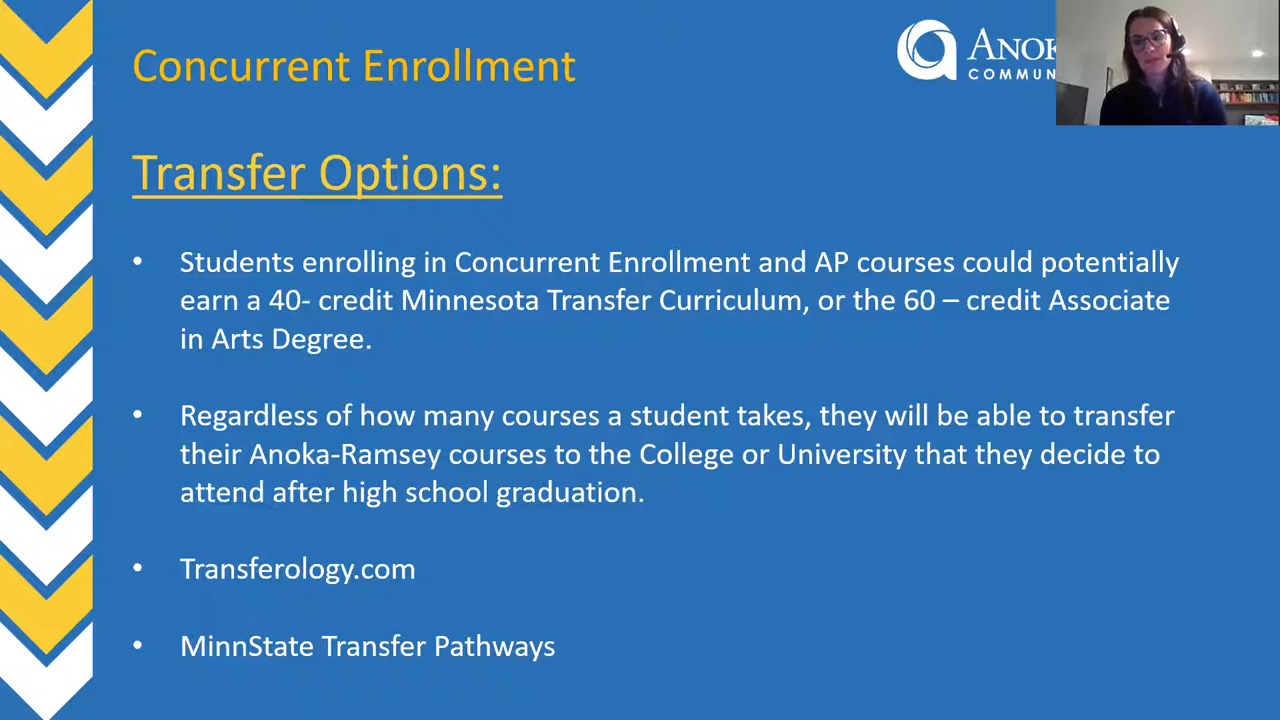 Concurrent Enrollment
Transfer Options:
• Students enrolling in Concurrent Enrollment and AP courses could potentially
earn a 40- credit Minnesota Transfer Curriculum, or the 60 – credit Associate
in Arts Degree.
• Regardless of how many courses a student takes, they will be able to transfer
their Anoka-Ramsey courses to the College or University that they decide to
attend after high school graduation.
• Transferology.com
• MinnState Transfer Pathways